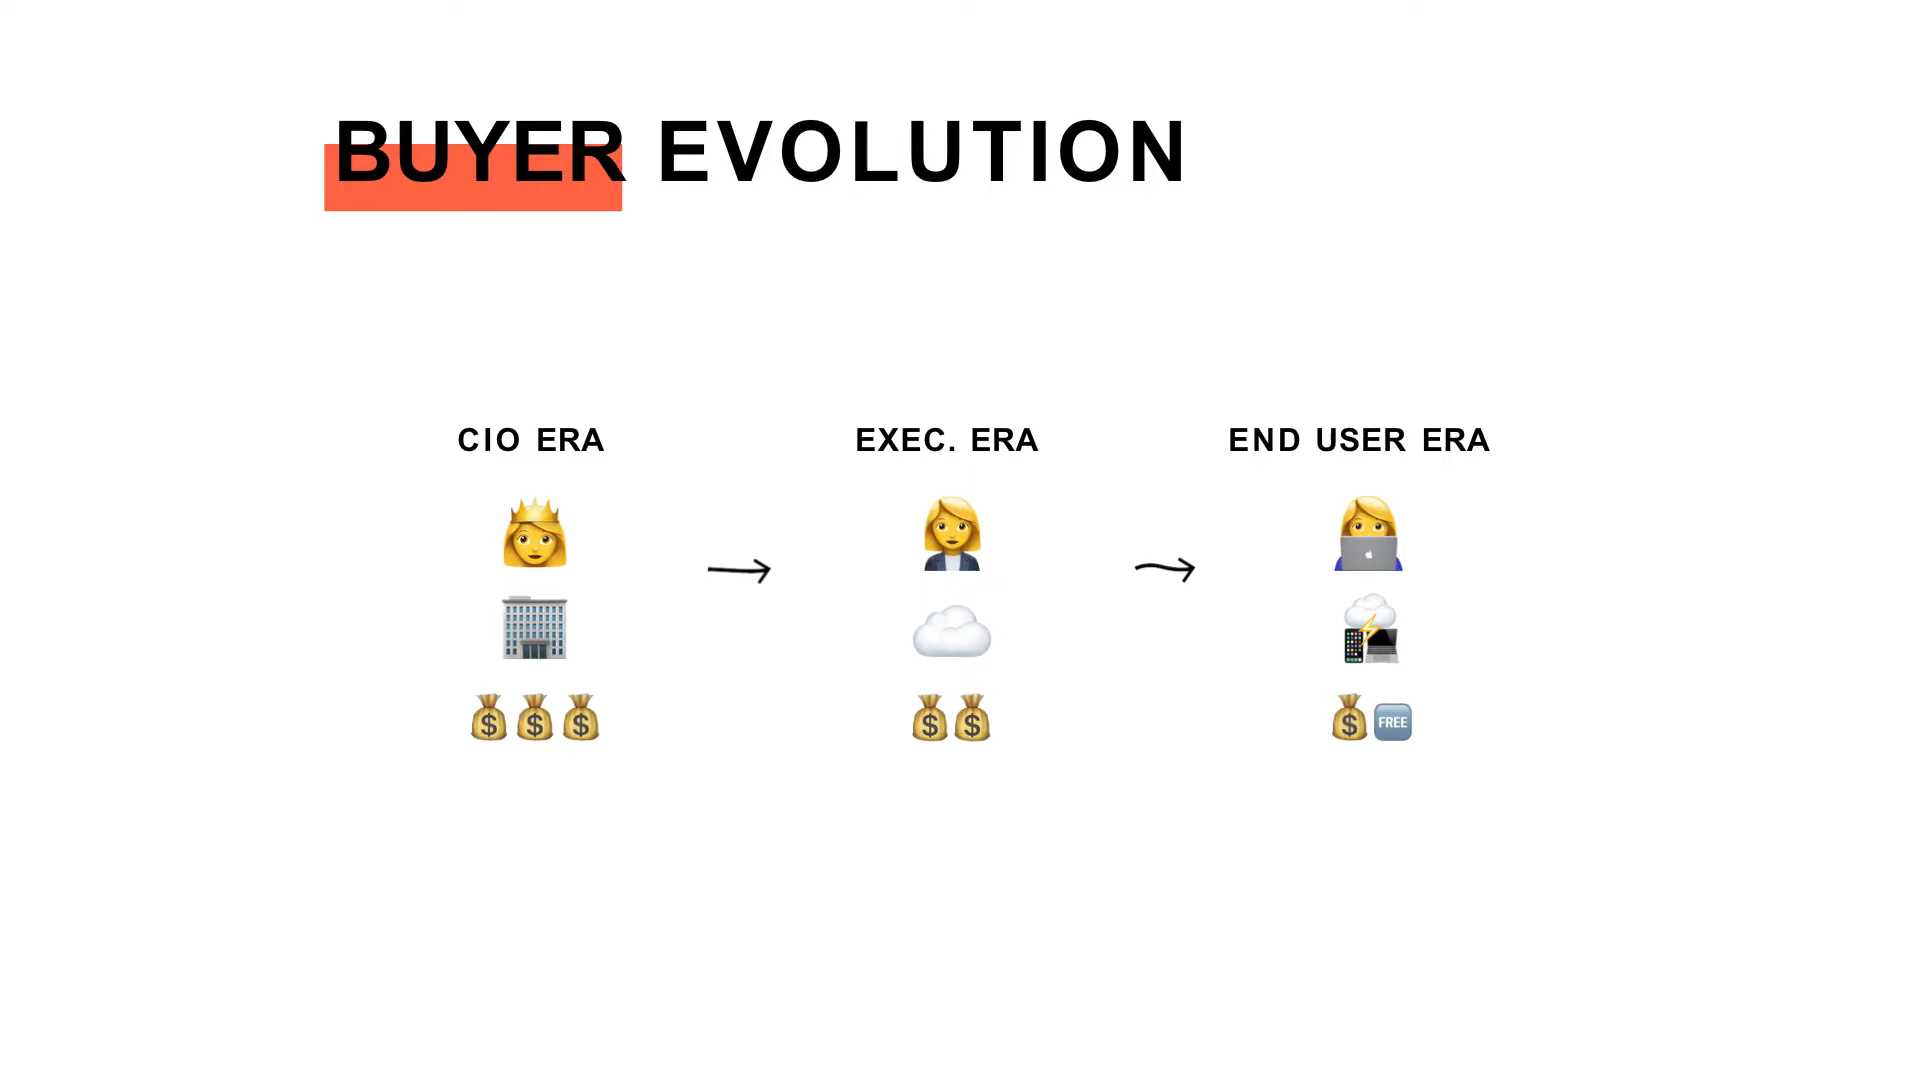 BUYER EVOLUTION
CIO ERA
EXEC. ERA
END USER ERA
$ $ $
$ $
$ FREE